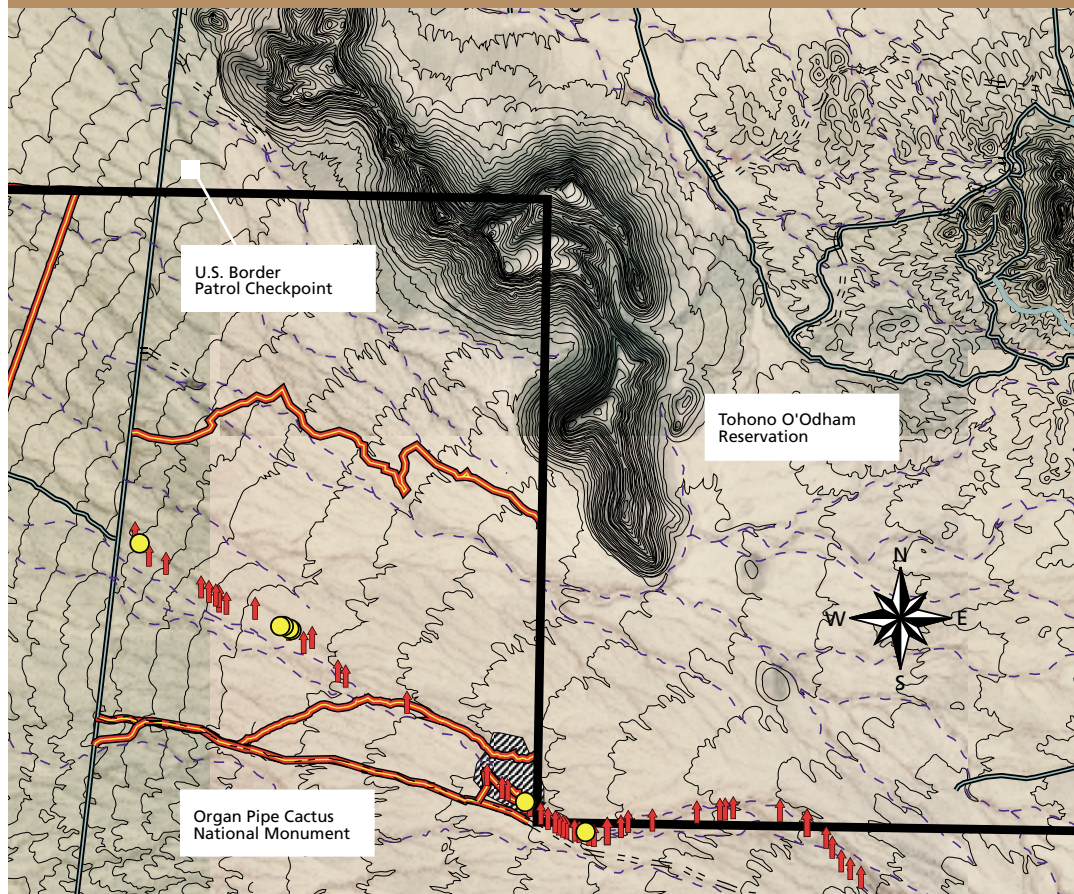 U.S. Border
Patrol Checkpoint
Tohono O'Odham
Reservation
N
W
E
S
Organ Pipe Cactus
National Monument